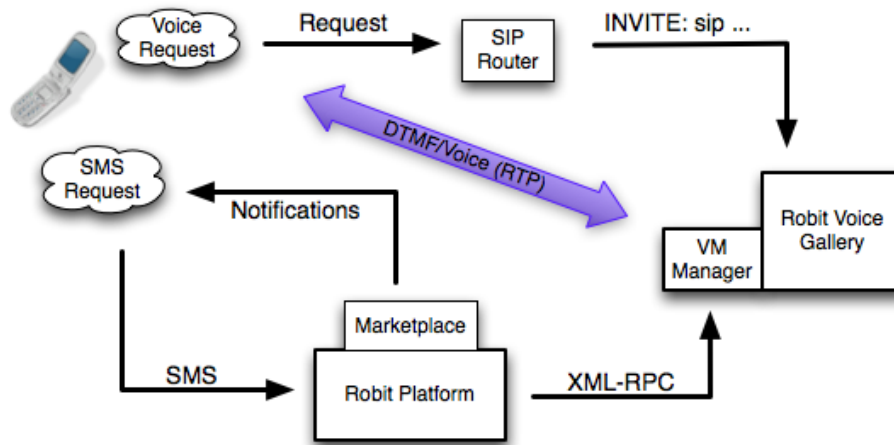 Voice
Request
Request
SIP
Router
INVITE: sip ...
DTMF/Voice (RTP)
SMS
Request
Notifications
VM
Manager
Robit Voice
Gallery
Marketplace
Robit Platform
SMS
XML-RPC